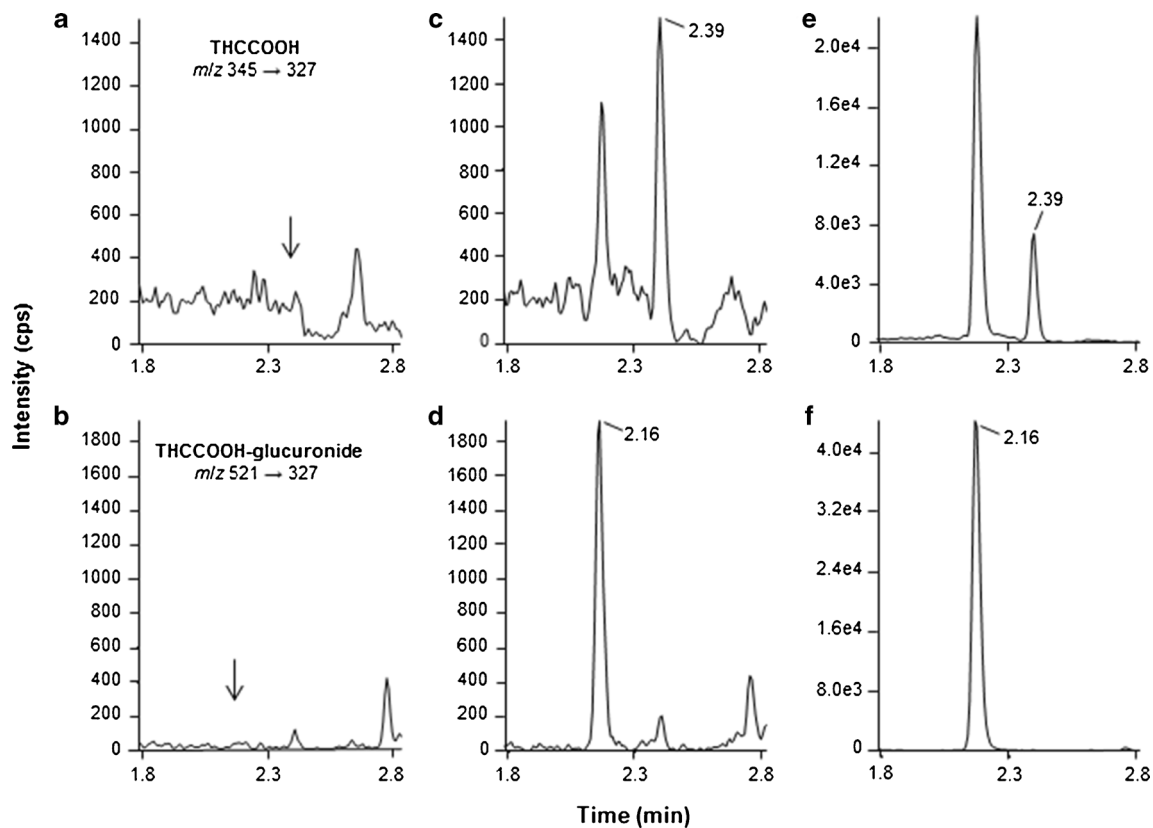 a
1400
1200
1000
800
600
400
200
0
THCCOOH
m/z 345 → 327
1.8 2.3 2.8
c
1400
1200
1000
800
600
400
200
0
2.39
1.8 2.3 2.8
e
2.0e4
1.6e4
1.2e4
8.0e3
4.0e3
0
2.39
1.8 2.3 2.8
Intensity (cps)
b
1800
1600
1400
1200
1000
800
600
400
200
0
THCCOOH-glucuronide
m/z 521 → 327
1.8 2.3 2.8
d
1800
1600
1400
1200
1000
800
600
400
200
0
2.16
1.8 2.3 2.8
f
4.0e4
3.2e4
2.4e4
1.6e4
8.0e3
0
2.16
1.8 2.3 2.8
Time (min)